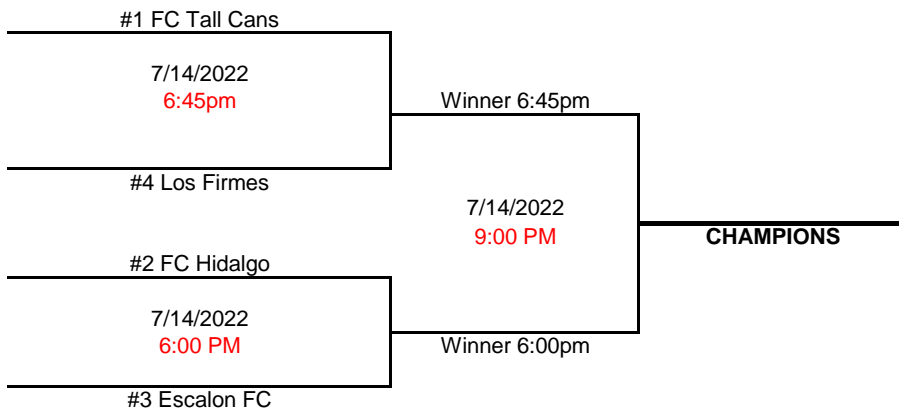 #1 FC Tall Cans
7/14/2022
6:45pm
Winner 6:45pm
#4 Los Firmes
7/14/2022
9:00 PM
CHAMPIONS
#2 FC Hidalgo
7/14/2022
6:00 PM
Winner 6:00pm
#3 Escalon FC